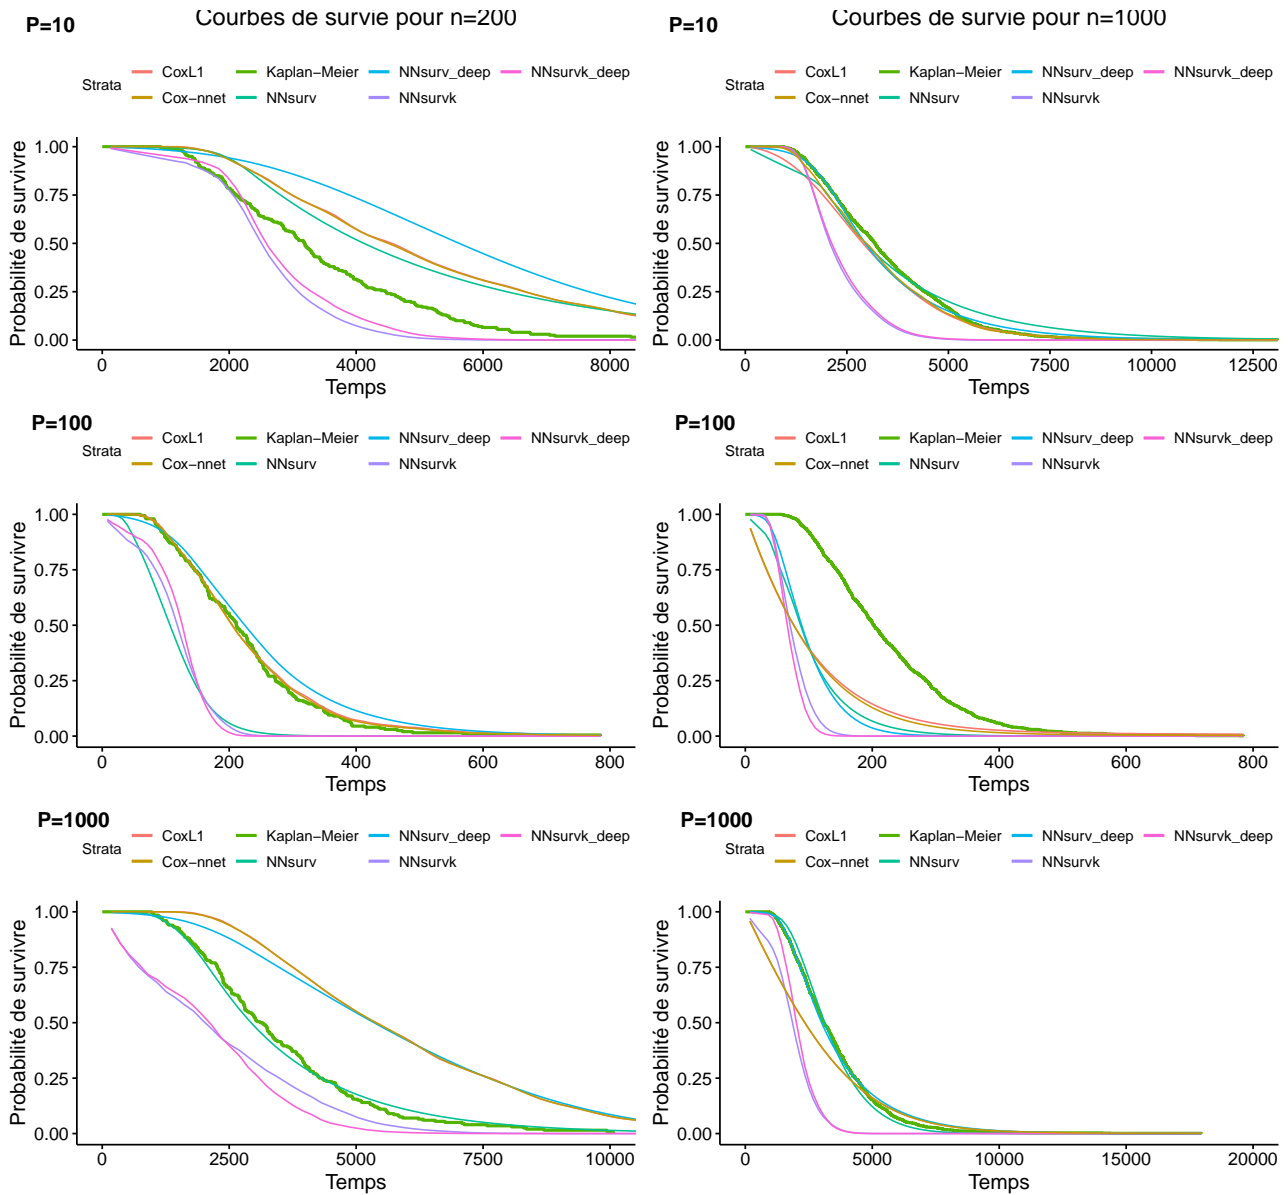 Courbes de survie pour n=200
P=10
Strata
CoxL1 Kaplan−Meier NNsurv_deep NNsurvk_deep
Cox−nnet NNsurv NNsurvk
Probabilité de survivre
1.00
0.75
0.50
0.25
0.00
0 2000 4000 6000 8000
Temps
Courbes de survie pour n=1000
P=10
Strata
CoxL1 Kaplan−Meier NNsurv_deep NNsurvk_deep
Cox−nnet NNsurv NNsurvk
Probabilité de survivre
1.00
0.75
0.50
0.25
0.00
0 2500 5000 7500 10000 12500
Temps
P=100
Strata
CoxL1 Kaplan−Meier NNsurv_deep NNsurvk_deep
Cox−nnet NNsurv NNsurvk
Probabilité de survivre
1.00
0.75
0.50
0.25
0.00
0 200 400 600 800
Temps
P=100
Strata
CoxL1 Kaplan−Meier NNsurv_deep NNsurvk_deep
Cox−nnet NNsurv NNsurvk
Probabilité de survivre
1.00
0.75
0.50
0.25
0.00
0 200 400 600 800
Temps
P=1000
Strata
CoxL1 Kaplan−Meier NNsurv_deep NNsurvk_deep
Cox−nnet NNsurv NNsurvk
Probabilité de survivre
1.00
0.75
0.50
0.25
0.00
0 2500 5000 7500 10000
Temps
P=1000
Strata
CoxL1 Kaplan−Meier NNsurv_deep NNsurvk_deep
Cox−nnet NNsurv NNsurvk
Probabilité de survivre
1.00
0.75
0.50
0.25
0.00
0 5000 10000 15000 20000
Temps